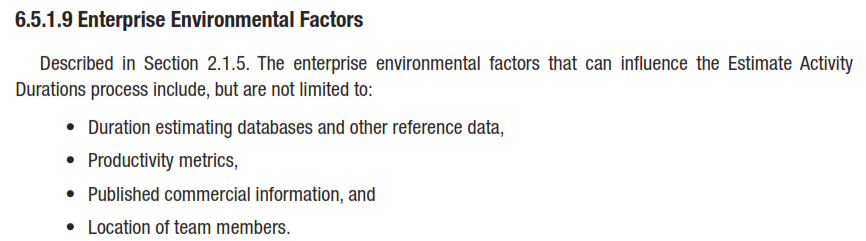 6.5.1.9 Enterprise Environmental Factors
Described in Section 2.1.5. The enterprise environmental factors that can influence the Estimate Activity
Durations process include, but are not limited to:
• Duration estimating databases and other reference data,
• Productivity metrics,
• Published commercial information, and
• Location of team members.